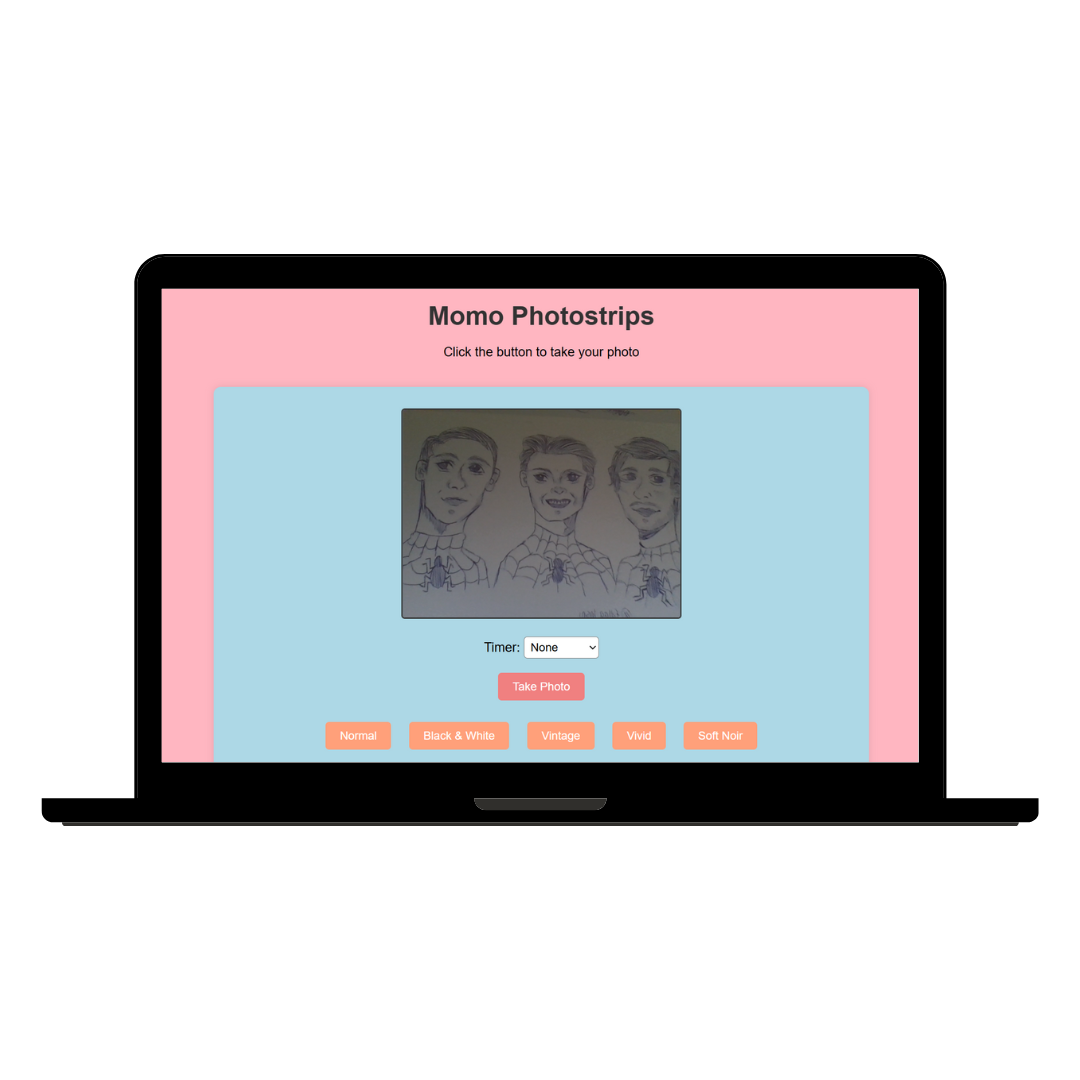 Momo Photostrips
Click the button to take your photo
Timer: None
Take Photo
Normal Black & White Vintage Vivid Soft Noir